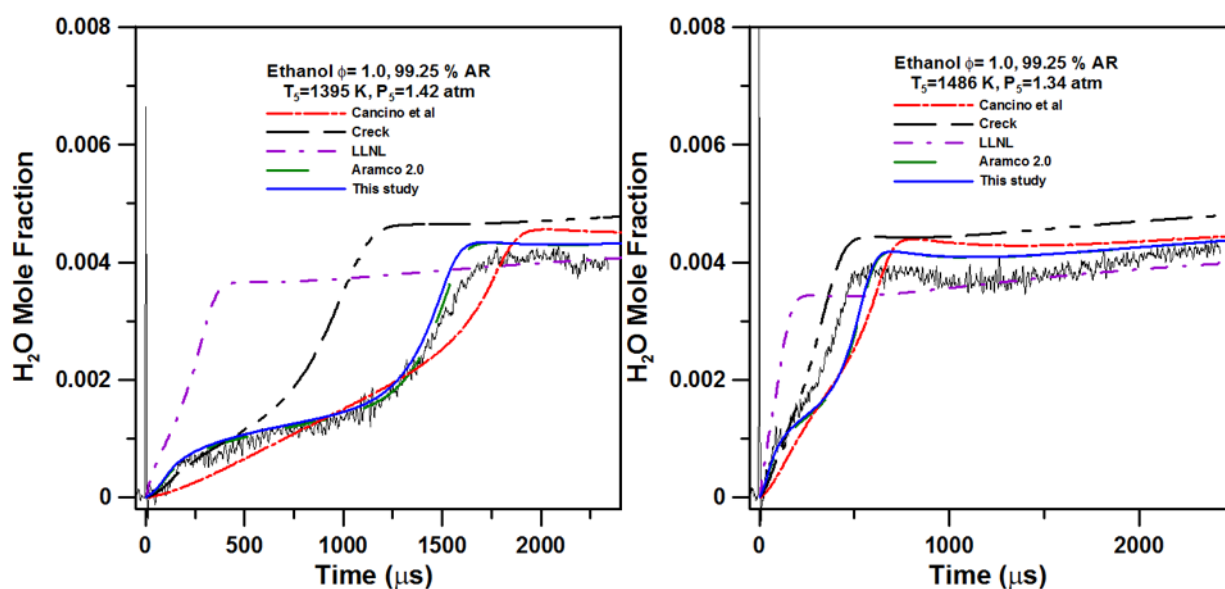 H₂O Mole Fraction
0.008
0.006
0.004
0.002
0
Ethanol ϕ= 1.0, 99.25 % AR
T₅=1395 K, P₅=1.42 atm
Cancino et al
Creck
LLNL
Aramco 2.0
This study
0 500 1000 1500 2000
Time (μs)
H₂O Mole Fraction
0.008
0.006
0.004
0.002
0
Ethanol ϕ= 1.0, 99.25 % AR
T₅=1486 K, P₅=1.34 atm
Cancino et al
Creck
LLNL
Aramco 2.0
This study
0 1000 2000
Time (μs)